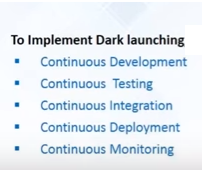 To Implement Dark launching
▪ Continuous Development
▪ Continuous  Testing
▪ Continuous Integration
▪ Continuous Deployment
▪ Continuous Monitoring